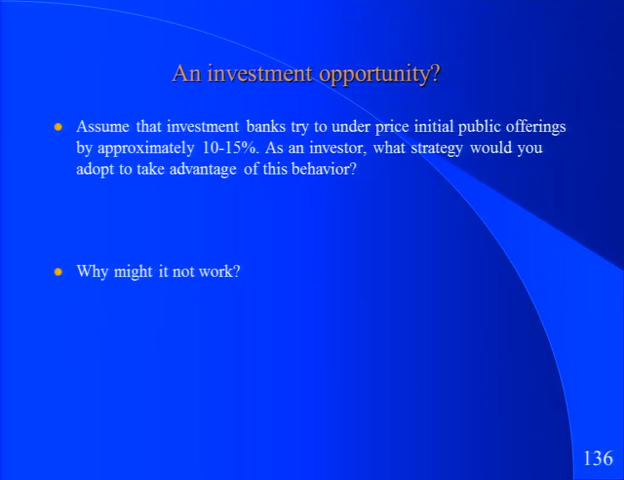 An investment opportunity?
Assume that investment banks try to under price initial public offerings
by approximately 10-15%. As an investor, what strategy would you
adopt to take advantage of this behavior?
Why might it not work?
136